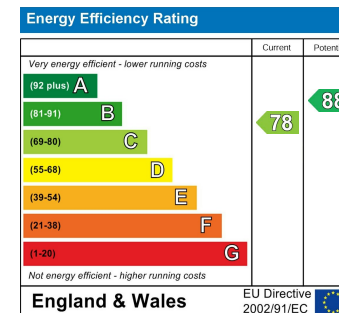 Energy Efficiency Rating
Current Potent
Very energy efficient - lower running costs
(92 plus) A
(81-91) B
88
(69-80) C
78
(55-68) D
(39-54) E
(21-38) F
(1-20) G
Not energy efficient - higher running costs
England & Wales
EU Directive
2002/91/EC